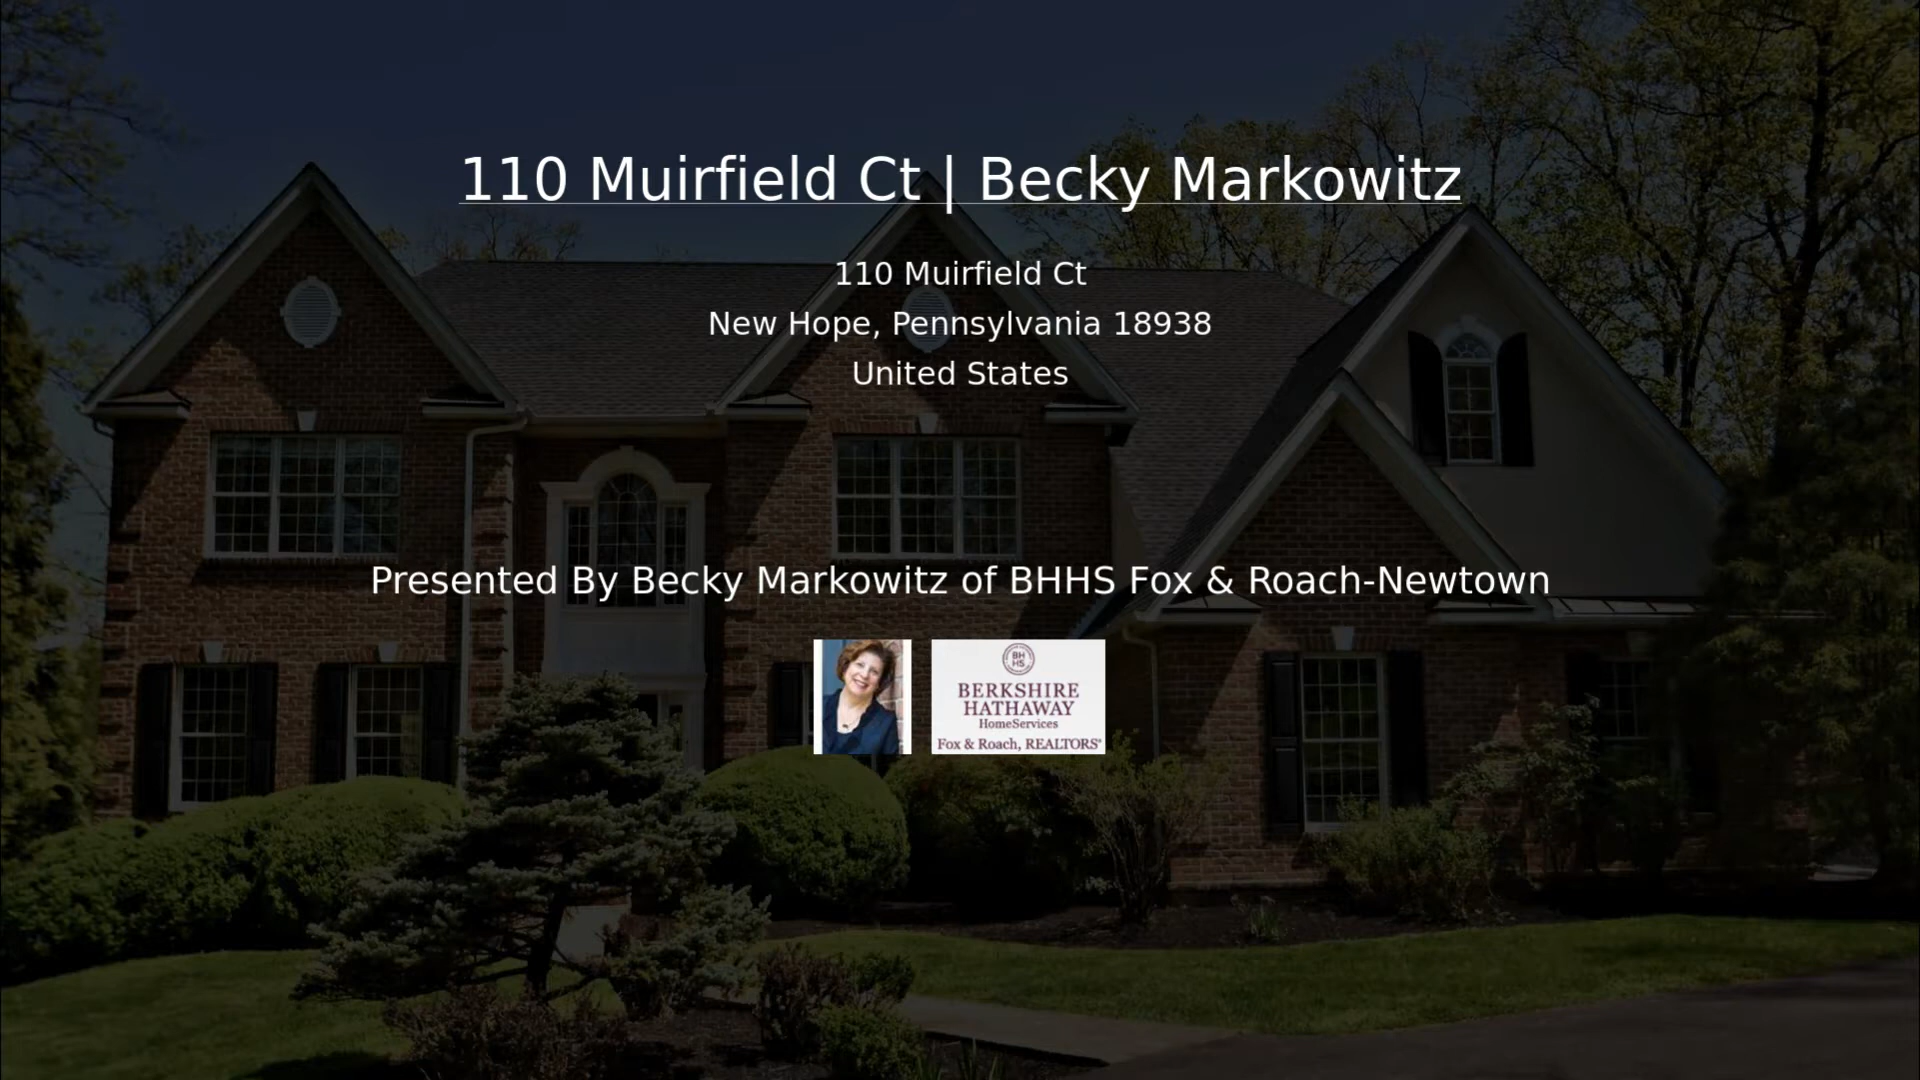 110 Muirfield Ct | Becky Markowitz
110 Muirfield Ct
New Hope, Pennsylvania 18938
United States
Presented By Becky Markowitz of BHHS Fox & Roach-Newtown
BH
HS
BERKSHIRE
HATHAWAY
HomeServices
Fox & Roach, REALTORS®